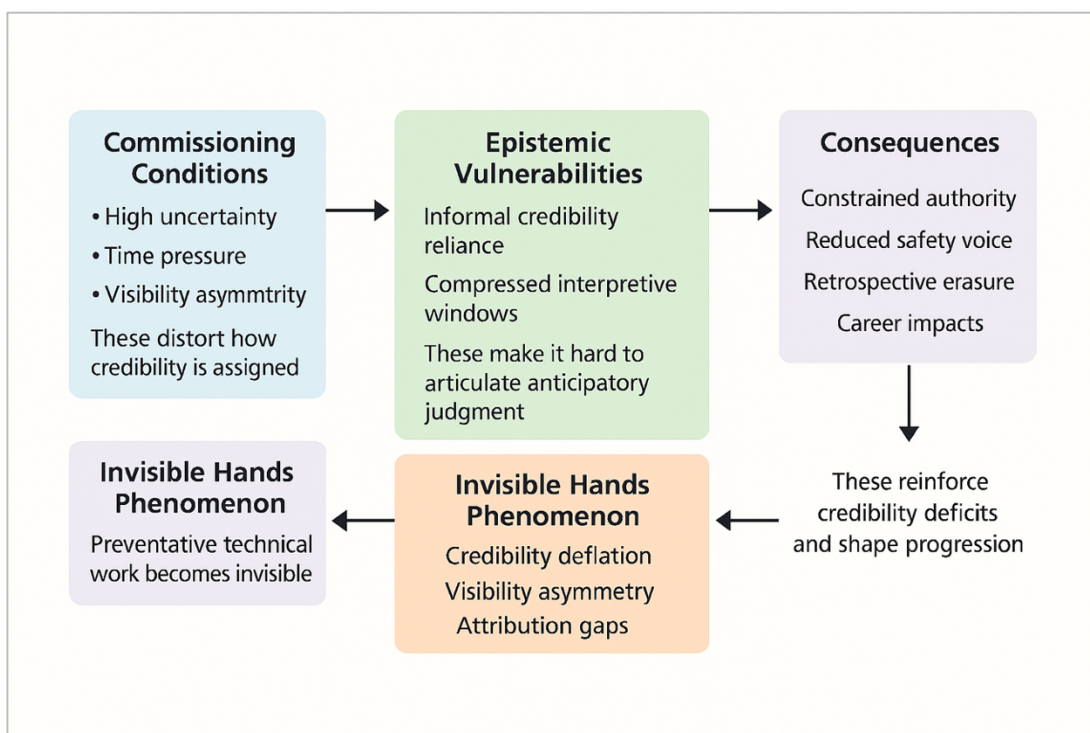 Commissioning
Conditions
• High uncertainty
• Time pressure
• Visibility asymmtrity
These distort how
credibility is assigned
Epistemic
Vulnerabilities
Informal credibility
reliance
Compressed interpretive
windows
These make it hard to
articulate anticipatory
judgment
Consequences
Constrained authority
Reduced safety voice
Retrospective erasure
Career impacts
These reinforce
credibility deficits
and shape progression
Invisible Hands
Phenomenon
Credibility deflation
Visibility asymmetry
Attribution gaps
Invisible Hands
Phenomenon
Preventative technical
work becomes invisible